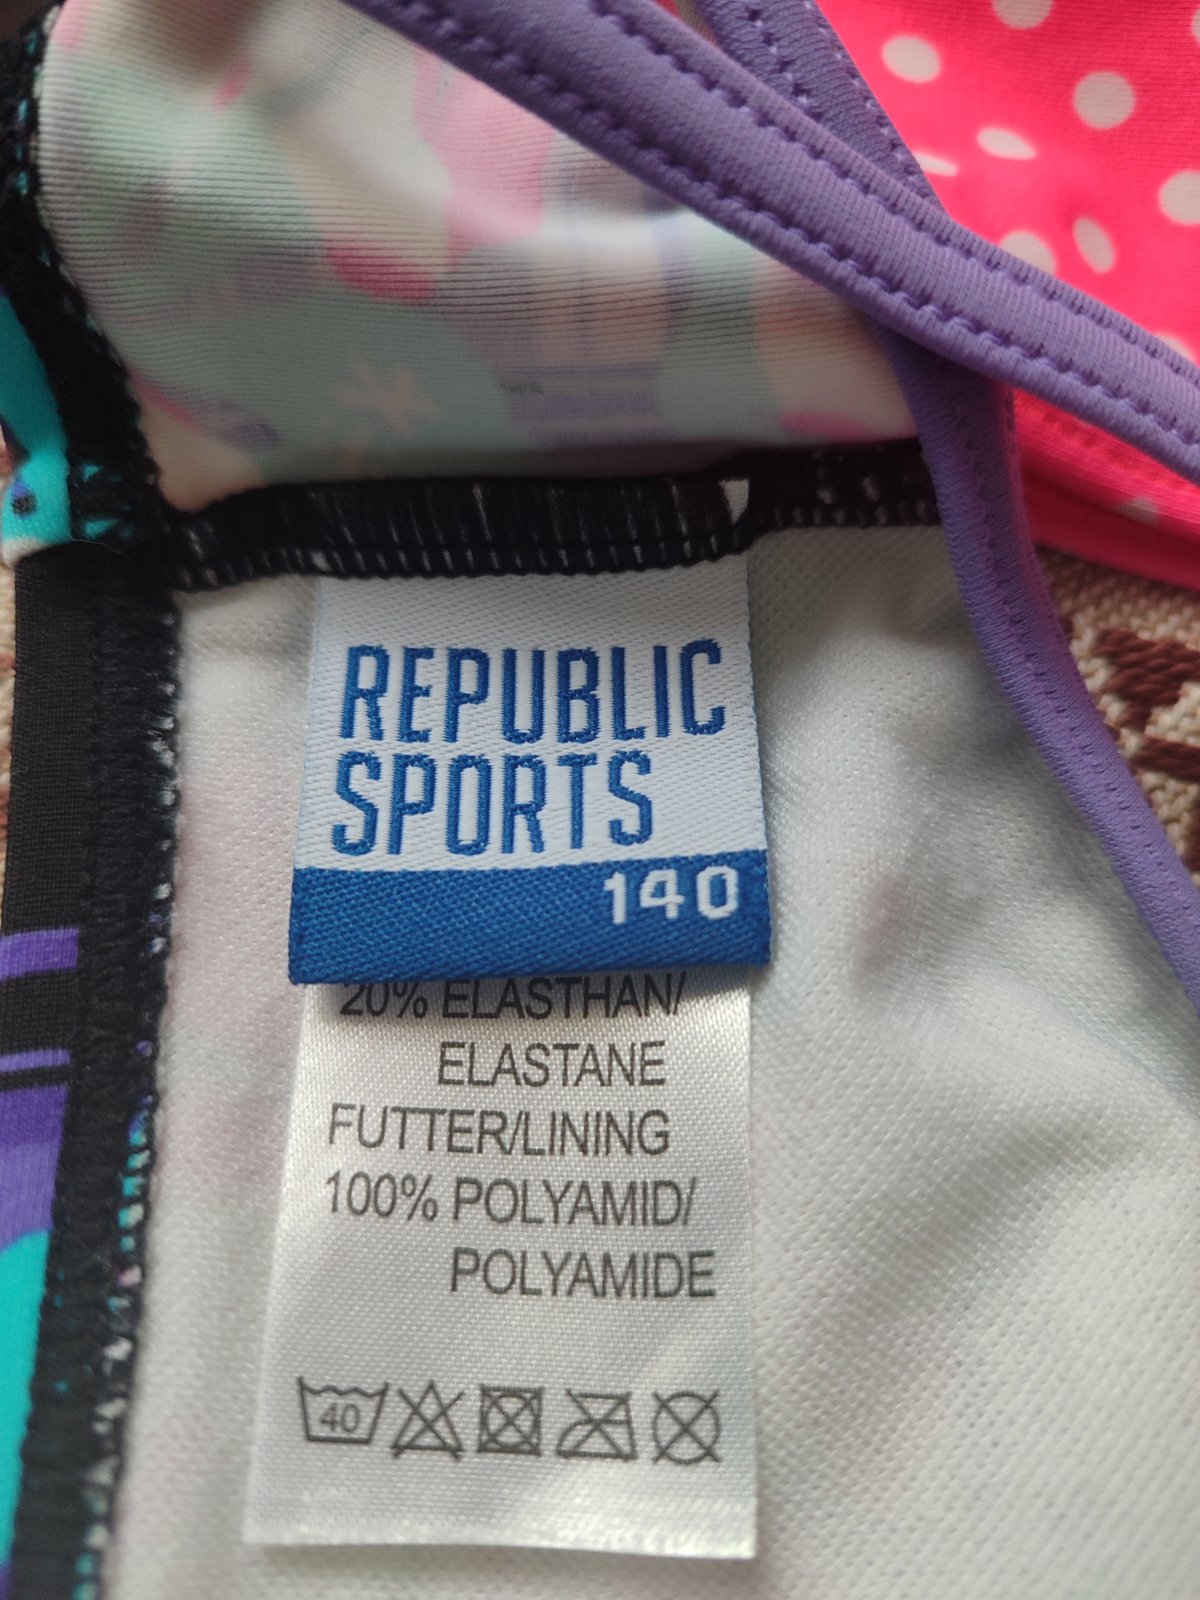 REPUBLIC
SPORTS
140
20% ELASTHAN/
ELASTANE
FUTTER/LINING
100% POLYAMID/
POLYAMIDE
40